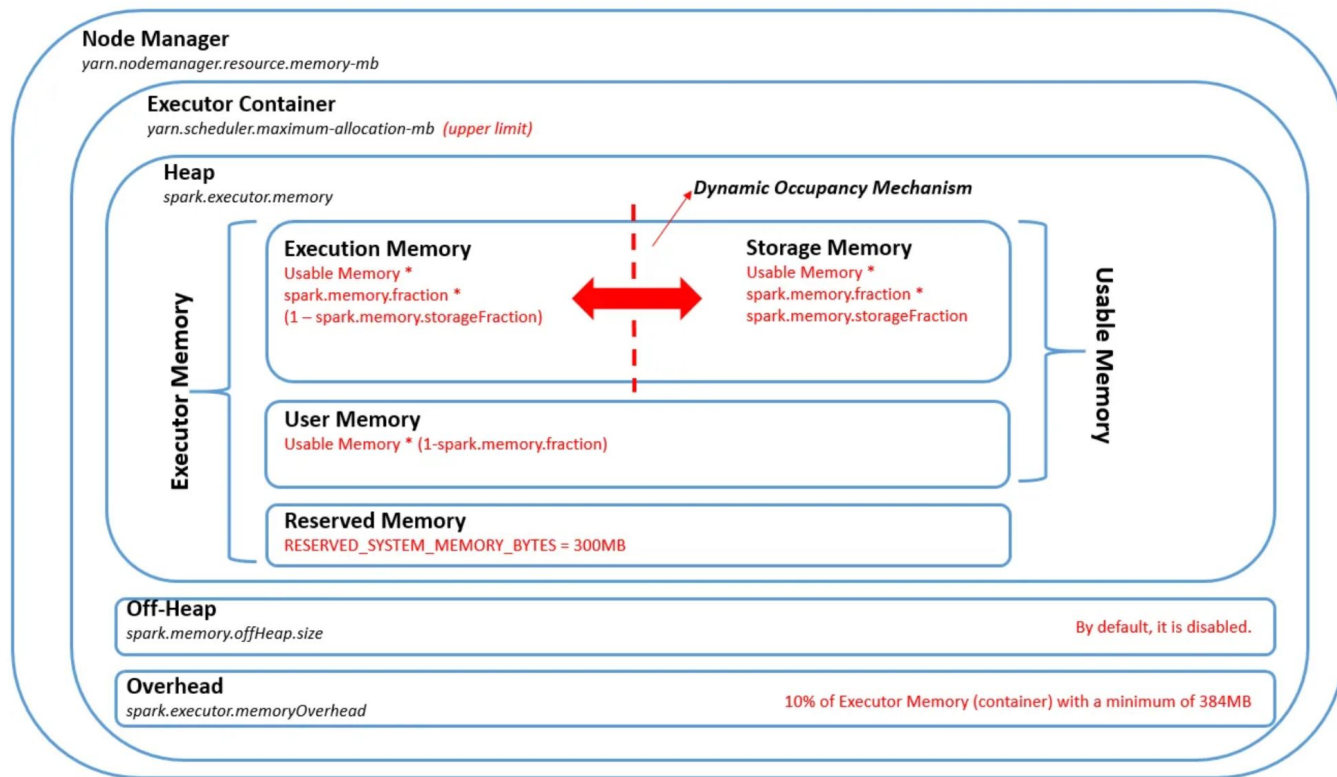 Node Manager
yarn.nodemanager.resource.memory-mb
Executor Container
yarn.scheduler.maximum-allocation-mb (upper limit)
Heap
spark.executor.memory
Dynamic Occupancy Mechanism
Executor Memory
Execution Memory
Usable Memory *
spark.memory.fraction *
(1 – spark.memory.storageFraction)
Storage Memory
Usable Memory *
spark.memory.fraction *
spark.memory.storageFraction
Usable Memory
User Memory
Usable Memory * (1-spark.memory.fraction)
Reserved Memory
RESERVED_SYSTEM_MEMORY_BYTES = 300MB
Off-Heap
spark.memory.offHeap.size
By default, it is disabled.
Overhead
spark.executor.memoryOverhead
10% of Executor Memory (container) with a minimum of 384MB